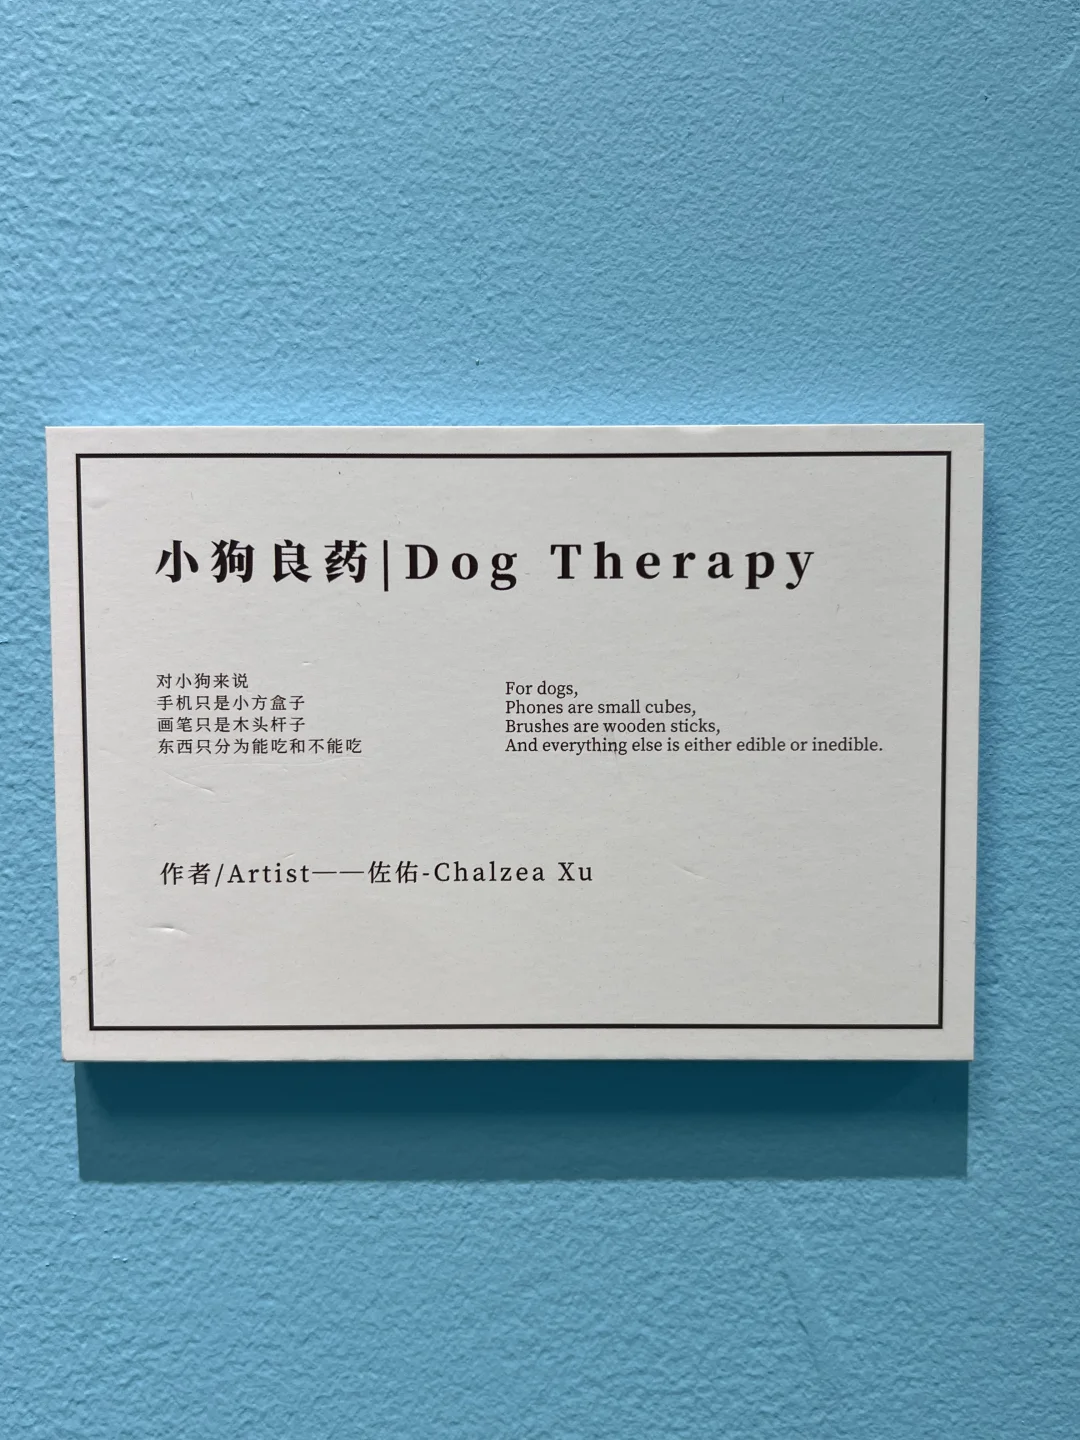 小狗良药|Dog Therapy
对小狗来说
手机只是小方盒子
画笔只是木头杆子
东西只分为能吃和不能吃
For dogs,
Phones are small cubes,
Brushes are wooden sticks,
And everything else is either edible or inedible.
作者/Artist——佐佑-Chalzea Xu